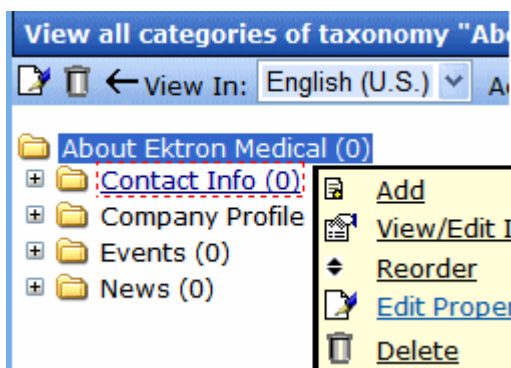 View all categories of taxonomy "Abo
View In: English (U.S.)
About Ektron Medical (0)
Contact Info (0)
Company Profile
Events (0)
News (0)
Add
View/Edit
Reorder
Edit Proper
Delete